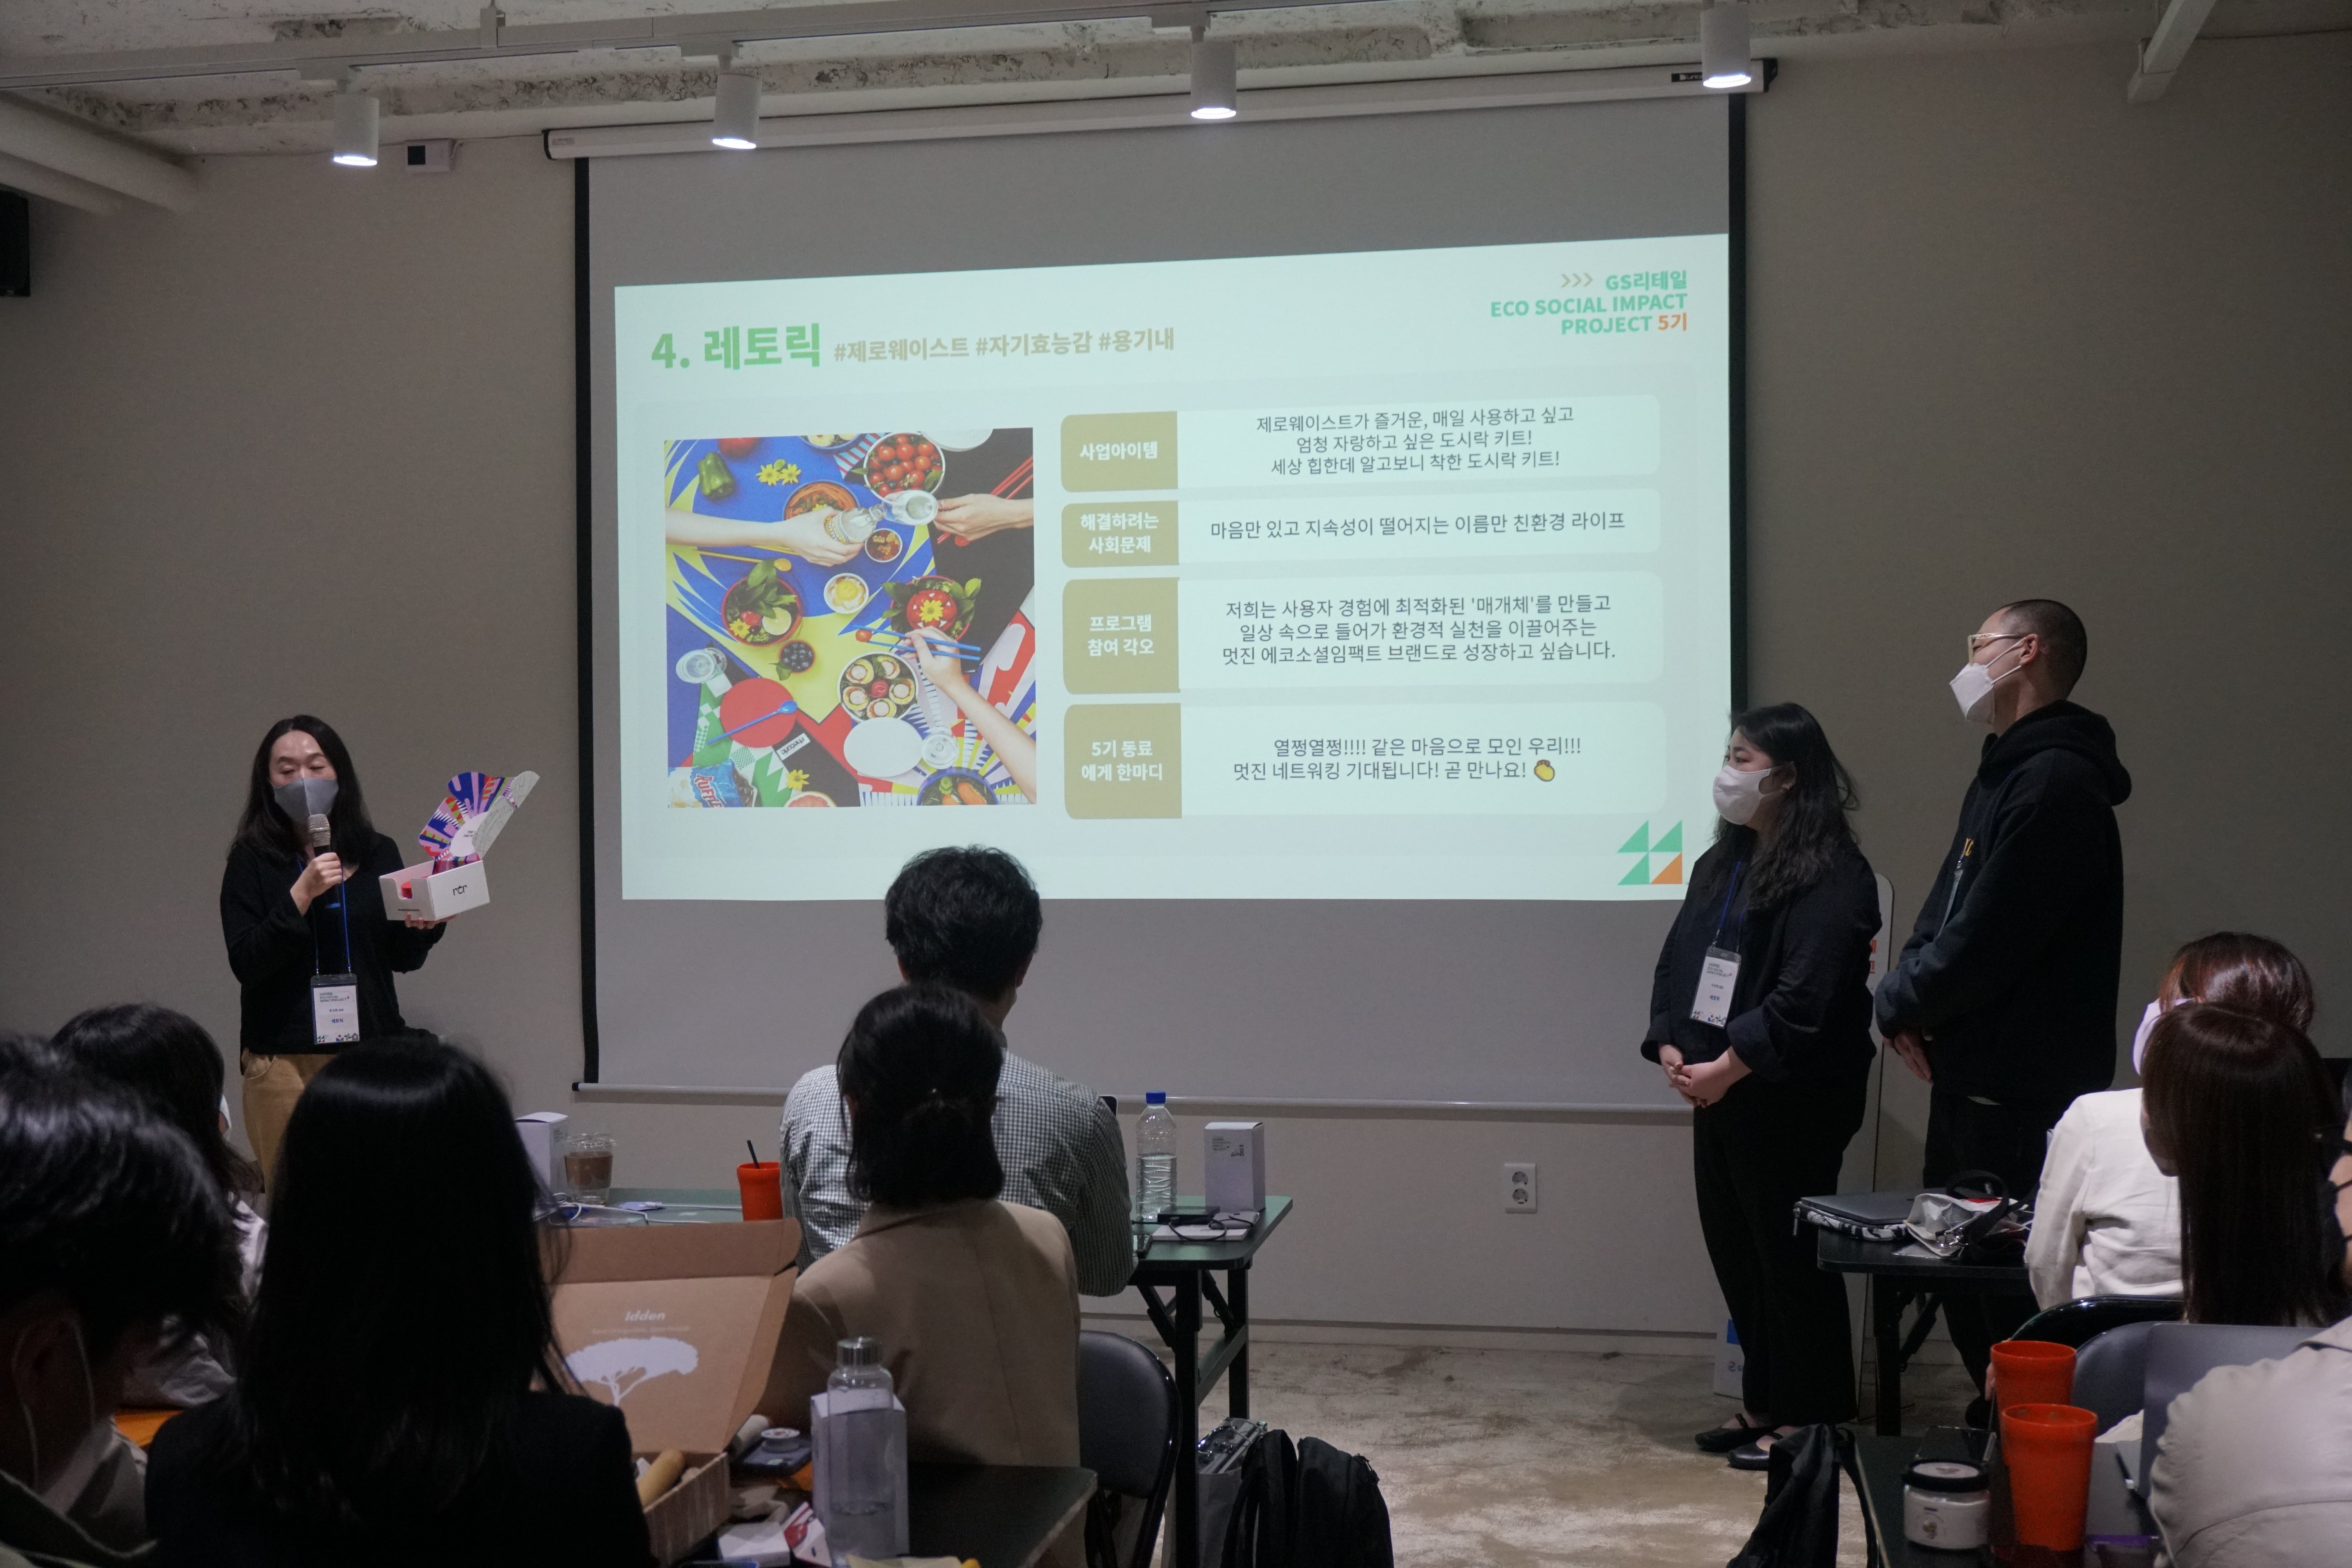 >>> GS리테일
ECO SOCIAL IMPACT
PROJECT 5기
4. 레토릭 #제로웨이스트 #자기효능감 #용기내
사업아이템
제로웨이스트가 즐거운, 매일 사용하고 싶고
엄청 자랑하고 싶은 도시락 키트!
세상 힙한데 알고보니 착한 도시락 키트!
해결하려는
사회문제
마음만 있고 지속성이 떨어지는 이름만 친환경 라이프
프로그램
참여 각오
저희는 사용자 경험에 최적화된 '매개체'를 만들고
일상 속으로 들어가 환경적 실천을 이끌어주는
멋진 에코소셜임팩트 브랜드로 성장하고 싶습니다.
5기 동료
에게 한마디
열쩡열쩡!!!! 같은 마음으로 모인 우리!!!
멋진 네트워킹 기대됩니다! 곧 만나요!
RUFFLES
rtr
레토릭
Idden